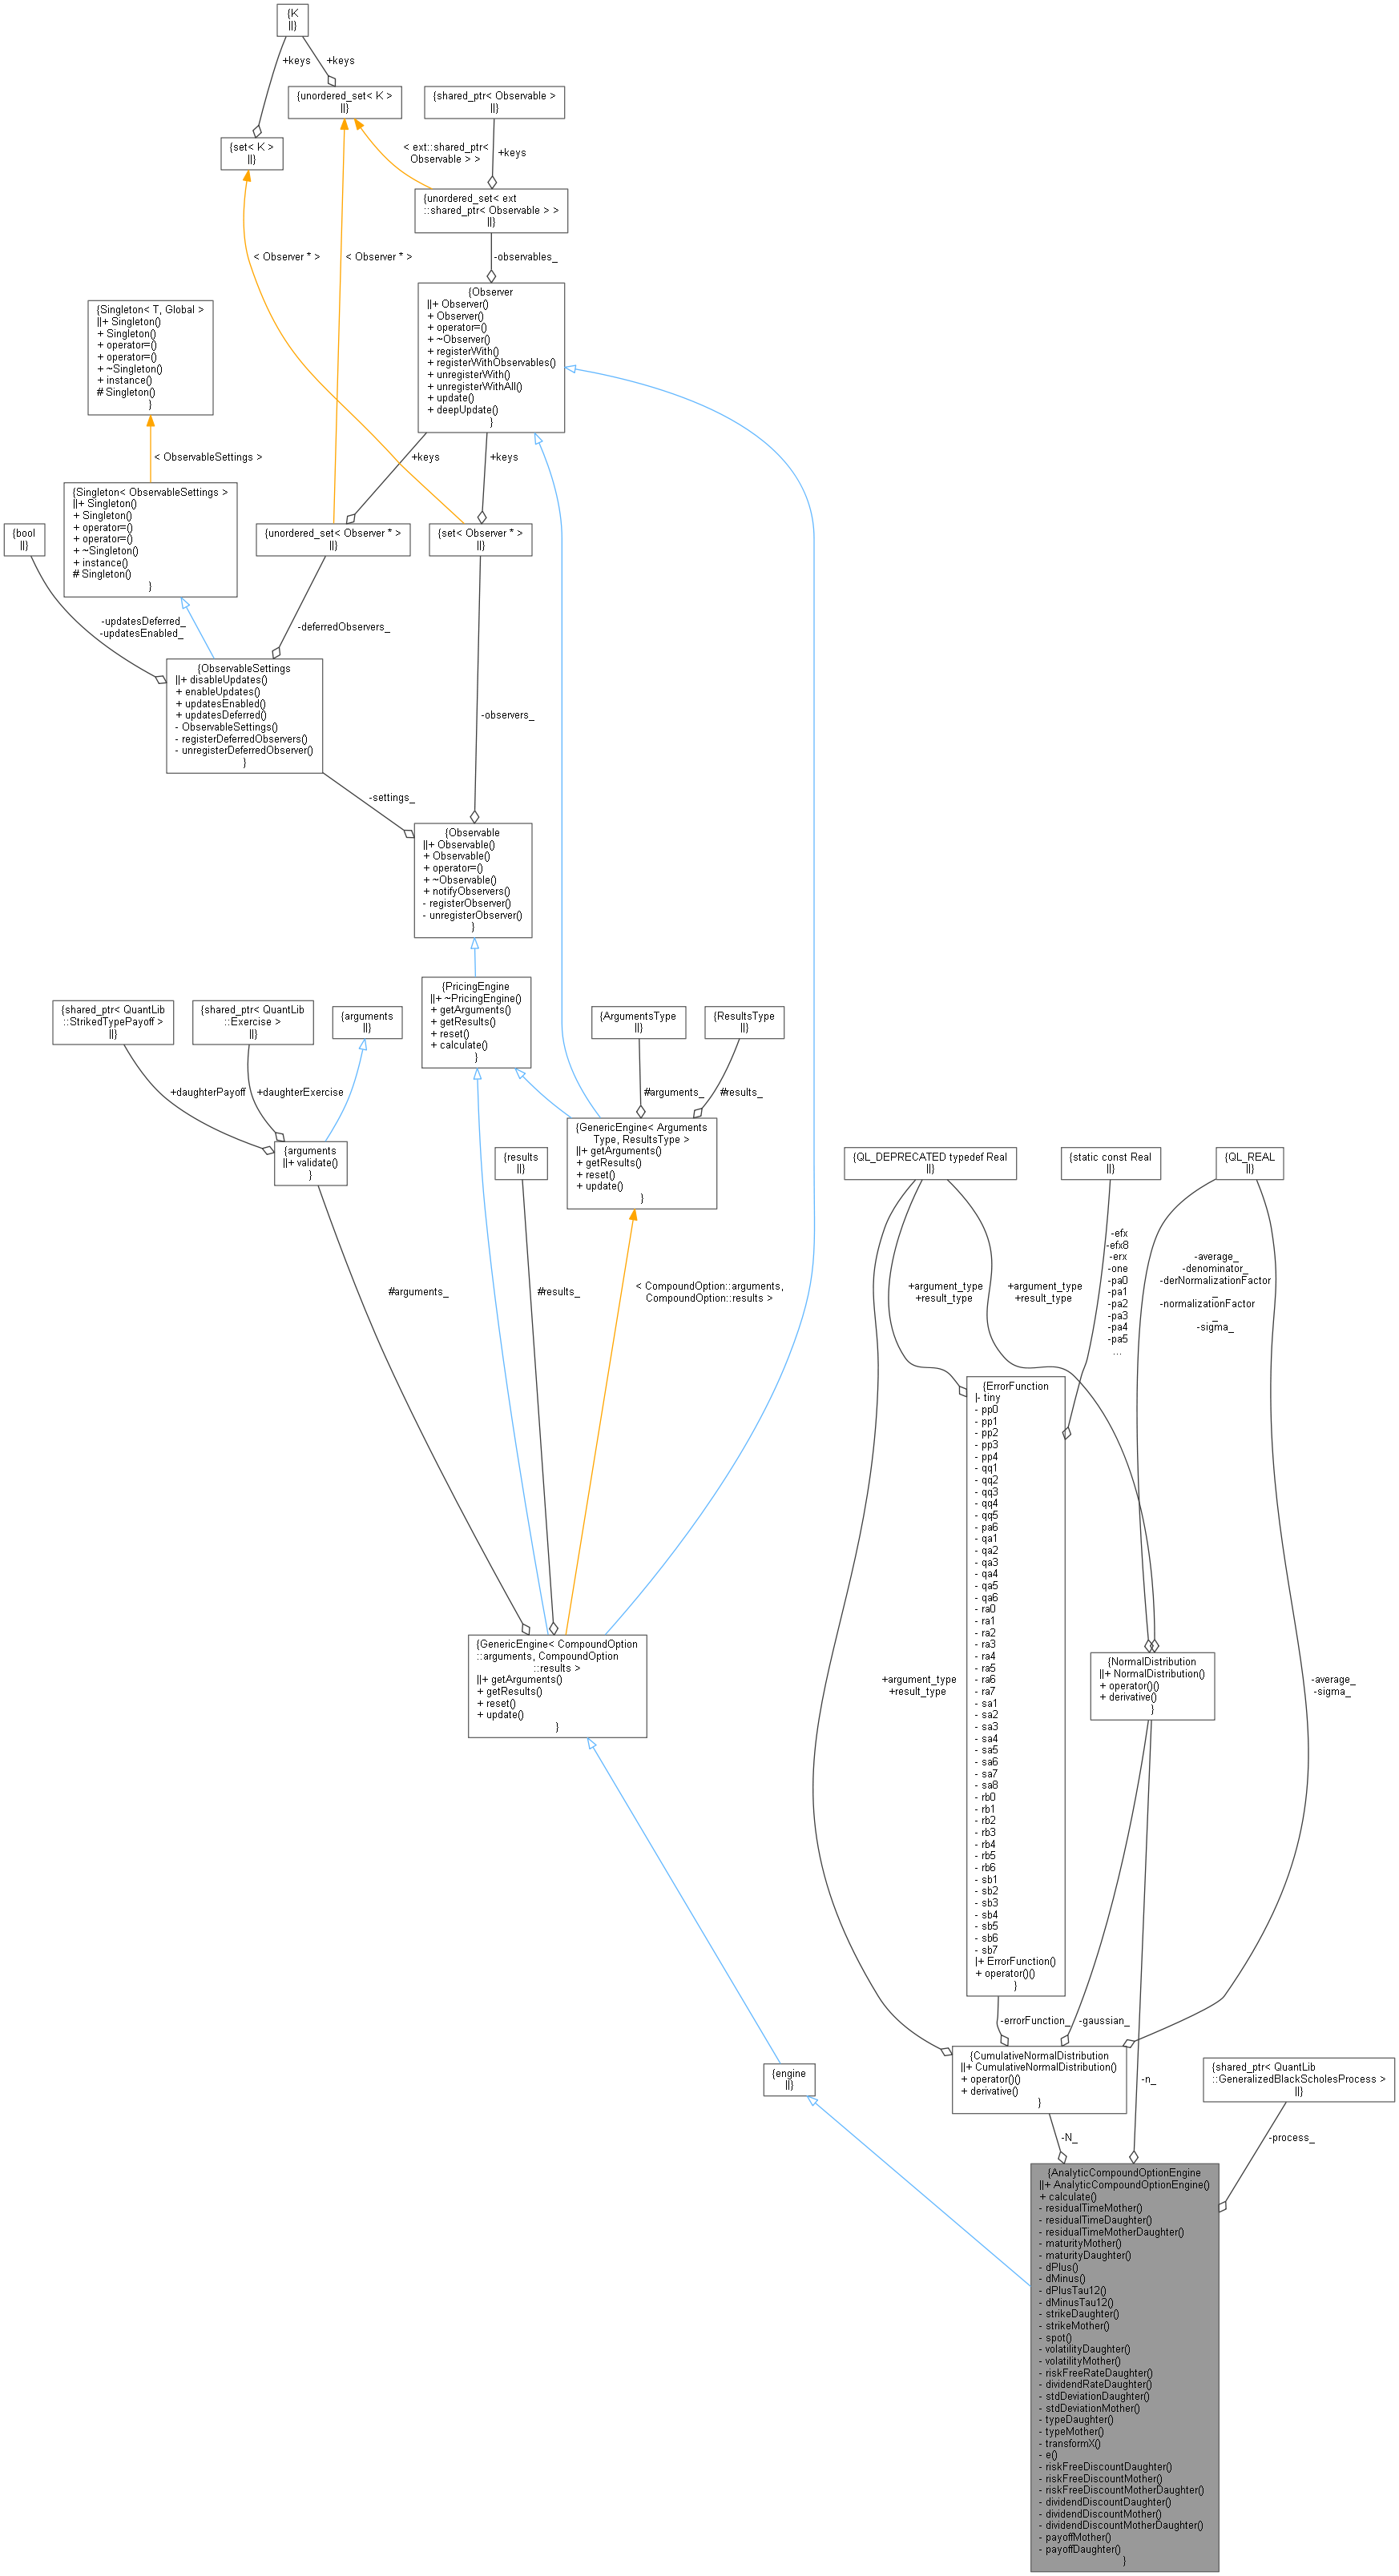 {K
||}
+keys
+keys
{unordered_set< K >
||}
{shared_ptr< Observable >
||}
{set< K >
||}
< ext::shared_ptr<
Observable > >
+keys
{unordered_set< ext
::shared_ptr< Observable > >
||}
< Observer * >
< Observer * >
-observables_
{Observer
||+ Observer()
+ Observer()
+ operator=()
+ ~Observer()
+ registerWith()
+ registerWithObservables()
+ unregisterWith()
+ unregisterWithAll()
+ update()
+ deepUpdate()
}
{Singleton< T, Global >
||+ Singleton()
+ Singleton()
+ operator=()
+ operator=()
+ ~Singleton()
+ instance()
# Singleton()
}
< ObservableSettings >
+keys
+keys
{Singleton< ObservableSettings >
||+ Singleton()
+ Singleton()
+ operator=()
+ operator=()
+ ~Singleton()
+ instance()
# Singleton()
}
{bool
||}
{unordered_set< Observer * >
||}
{set< Observer * >
||}
-updatesDeferred_
-updatesEnabled_
-deferredObservers_
{ObservableSettings
||+ disableUpdates()
+ enableUpdates()
+ updatesEnabled()
+ updatesDeferred()
- ObservableSettings()
- registerDeferredObservers()
- unregisterDeferredObserver()
}
-observers_
-settings_
{Observable
||+ Observable()
+ Observable()
+ operator=()
+ ~Observable()
+ notifyObservers()
- registerObserver()
- unregisterObserver()
}
{PricingEngine
||+ ~PricingEngine()
+ getArguments()
+ getResults()
+ reset()
+ calculate()
}
{shared_ptr< QuantLib
::StrikedTypePayoff >
||}
{shared_ptr< QuantLib
::Exercise >
||}
{arguments
||}
{ArgumentsType
||}
{ResultsType
||}
+daughterPayoff
+daughterExercise
#arguments_
#results_
{arguments
||+ validate()
}
{results
||}
{GenericEngine< Arguments
Type, ResultsType >
||+ getArguments()
+ getResults()
+ reset()
+ update()
}
{QL_DEPRECATED typedef Real
||}
{static const Real
||}
{QL_REAL
||}
#arguments_
#results_
< CompoundOption::arguments,
CompoundOption::results >
+argument_type
+result_type
+argument_type
+result_type
-efx
-efx8
-erx
-one
-pa0
-pa1
-pa2
-pa3
-pa4
-pa5
...
-average_
-denominator_
-derNormalizationFactor
_
-normalizationFactor
_
-sigma_
{ErrorFunction
|- tiny
- pp0
- pp1
- pp2
- pp3
- pp4
- qq1
- qq2
- qq3
- qq4
- qq5
- pa6
- qa1
- qa2
- qa3
- qa4
- qa5
- qa6
- ra0
- ra1
- ra2
- ra3
- ra4
- ra5
- ra6
- ra7
- sa1
- sa2
- sa3
- sa4
- sa5
- sa6
- sa7
- sa8
- rb0
- rb1
- rb2
- rb3
- rb4
- rb5
- rb6
- sb1
- sb2
- sb3
- sb4
- sb5
- sb6
- sb7
|+ ErrorFunction()
+ operator()()
}
{GenericEngine< CompoundOption
::arguments, CompoundOption
::results >
||+ getArguments()
+ getResults()
+ reset()
+ update()
}
+argument_type
+result_type
{NormalDistribution
||+ NormalDistribution()
+ operator()()
+ derivative()
}
-average_
-sigma_
-errorFunction_
-gaussian_
{engine
||}
{CumulativeNormalDistribution
||+ CumulativeNormalDistribution()
+ operator()()
+ derivative()
}
-n_
{shared_ptr< QuantLib
::GeneralizedBlackScholesProcess >
||}
-N_
-process_
{AnalyticCompoundOptionEngine
||+ AnalyticCompoundOptionEngine()
+ calculate()
- residualTimeMother()
- residualTimeDaughter()
- residualTimeMotherDaughter()
- maturityMother()
- maturityDaughter()
- dPlus()
- dMinus()
- dPlusTau12()
- dMinusTau12()
- strikeDaughter()
- strikeMother()
- spot()
- volatilityDaughter()
- volatilityMother()
- riskFreeRateDaughter()
- dividendRateDaughter()
- stdDeviationDaughter()
- stdDeviationMother()
- typeDaughter()
- typeMother()
- transformX()
- e()
- riskFreeDiscountDaughter()
- riskFreeDiscountMother()
- riskFreeDiscountMotherDaughter()
- dividendDiscountDaughter()
- dividendDiscountMother()
- dividendDiscountMotherDaughter()
- payoffMother()
- payoffDaughter()
}